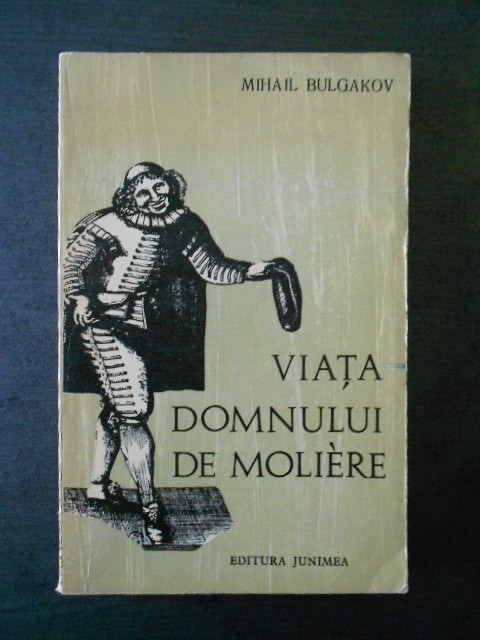 MIHAIL BULGAKOV
VIAȚA
DOMNULUI
DE MOLIÈRE
EDITURA JUNIMEA